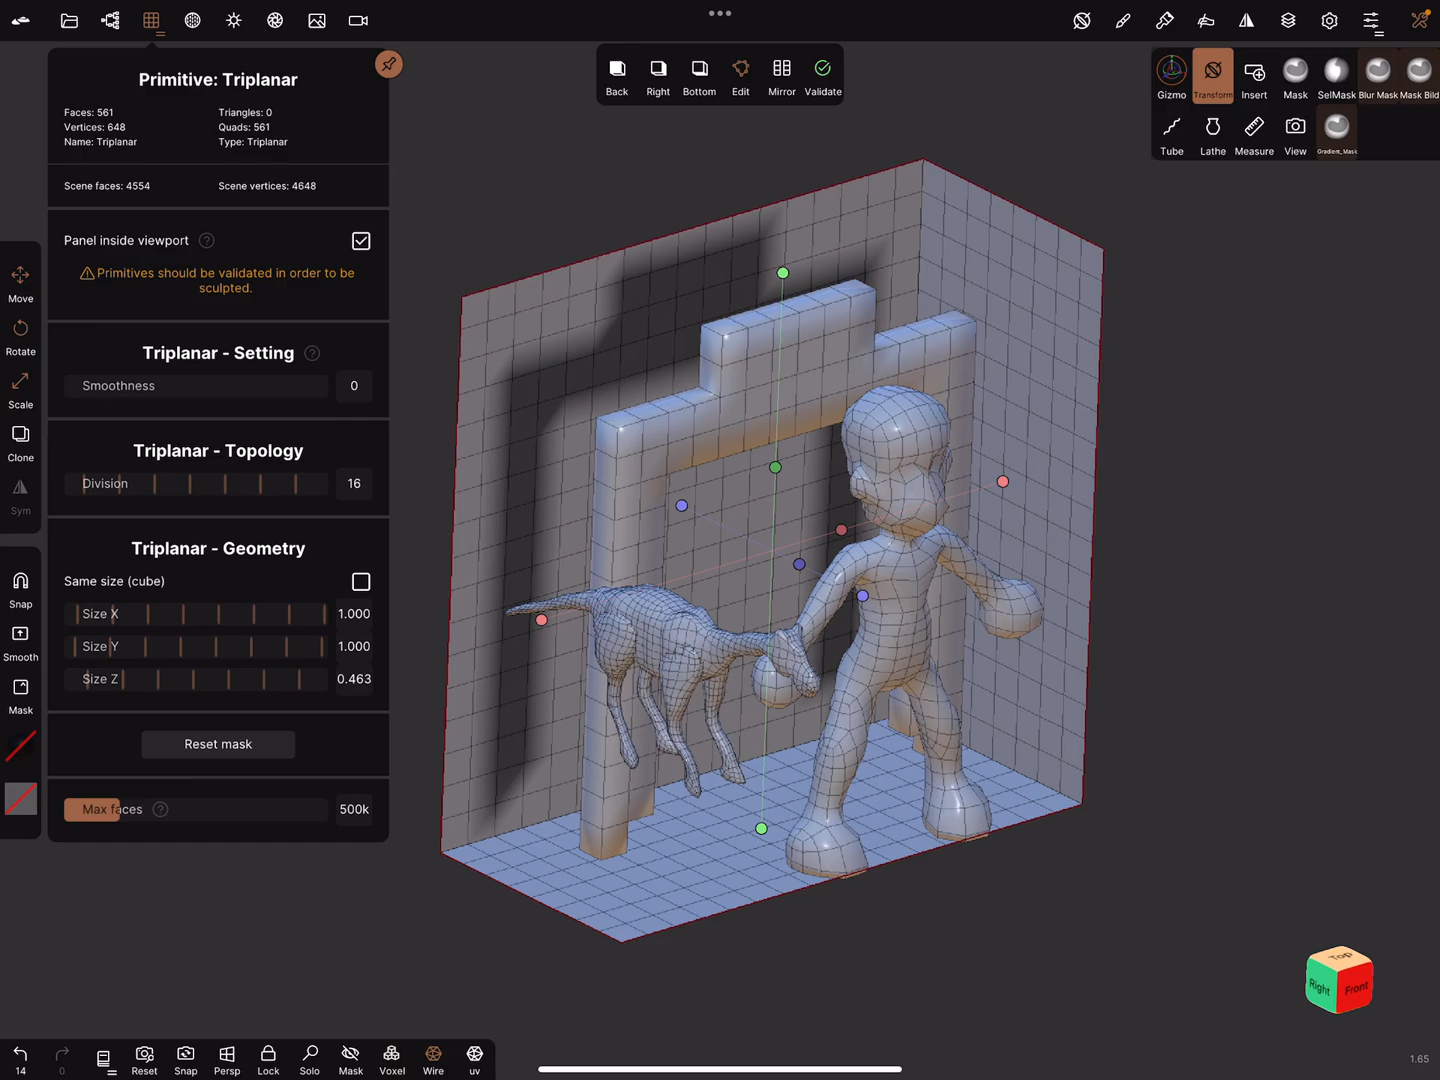 Primitive: Triplanar
Faces: 561
Triangles: 0
Vertices: 648
Quads: 561
Name: Triplanar
Type: Triplanar
Scene faces: 4554
Scene vertices: 4648
Panel inside viewport ?
Primitives should be validated in order to be
sculpted.
Triplanar - Setting ?
Smoothness 0
Triplanar - Topology
Division 16
Triplanar - Geometry
Same size (cube)
Size X 1.000
Size Y 1.000
Size Z 0.463
Reset mask
Max faces ? 500k
Move
Rotate
Scale
Clone
Sym
Snap
Smooth
Mask
Back
Right
Bottom
Edit
Mirror
Validate
Gizmo
Transform
Insert
Mask
SelMask
Blur Mask
Mask Bild
Tube
Lathe
Measure
View
Gradient_Mask
Top
Right
Front
14
0
Reset
Snap
Persp
Lock
Solo
Mask
Voxel
Wire
uv
1.65